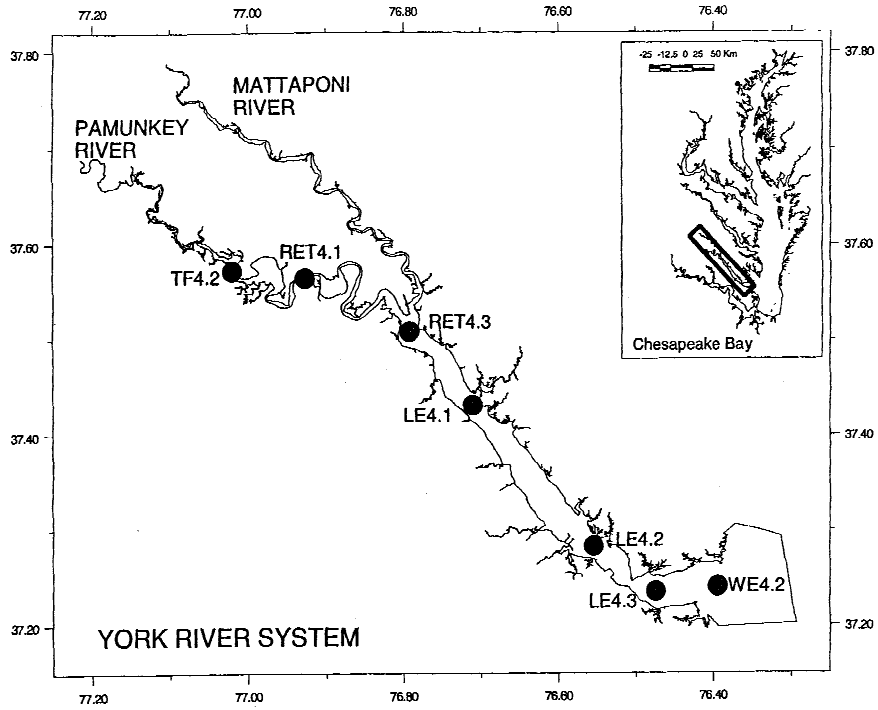 77.20 77.00 76.80 76.60 76.40
37.80
37.80
-25 -12.5 0 25 50 Km
MATTAPONI
RIVER
PAMUNKEY
RIVER
37.60
37.60
RET4.1
TF4.2
RET4.3
Chesapeake Bay
LE4.1
37.40
37.40
LE4.2
WE4.2
LE4.3
37.20
37.20
YORK RIVER SYSTEM
77.20 77.00 76.80 76.60 76.40